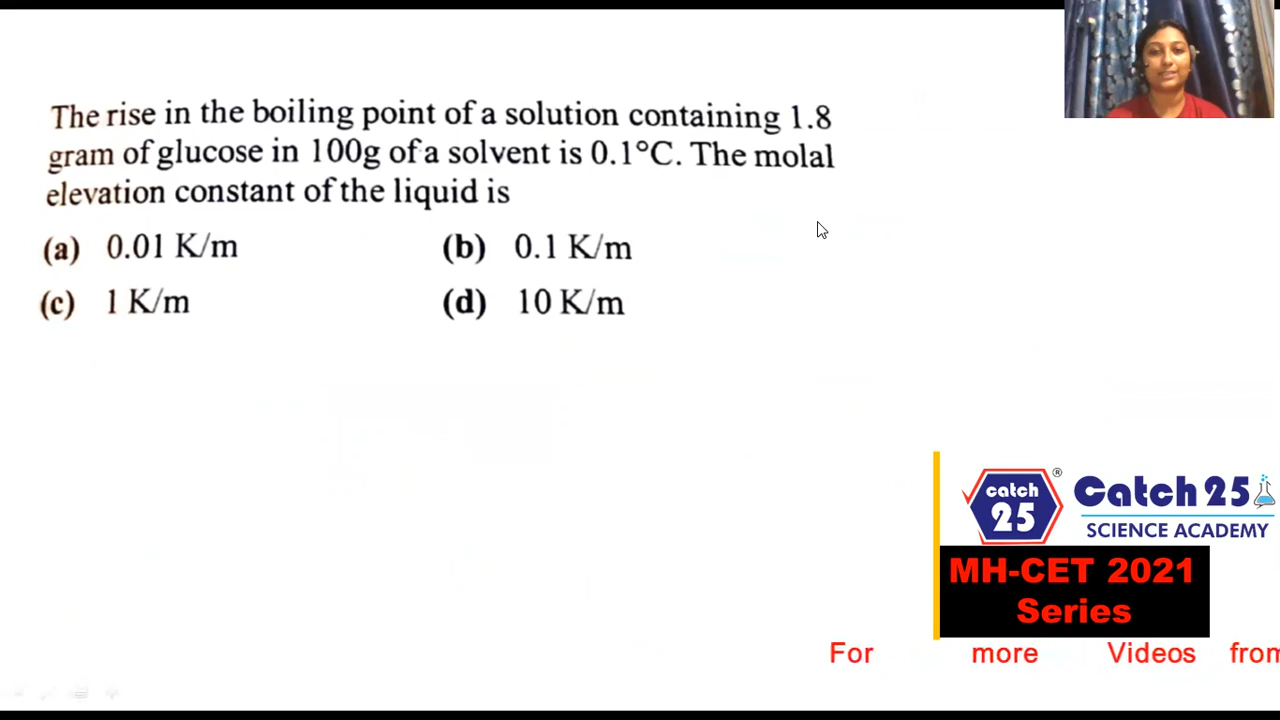 The rise in the boiling point of a solution containing 1.8
gram of glucose in 100g of a solvent is 0.1°C. The molal
elevation constant of the liquid is
(a) 0.01 K/m (b) 0.1 K/m
(c) 1 K/m (d) 10 K/m
catch
25
®
Catch 25
SCIENCE ACADEMY
MH-CET 2021
Series
For more Videos from